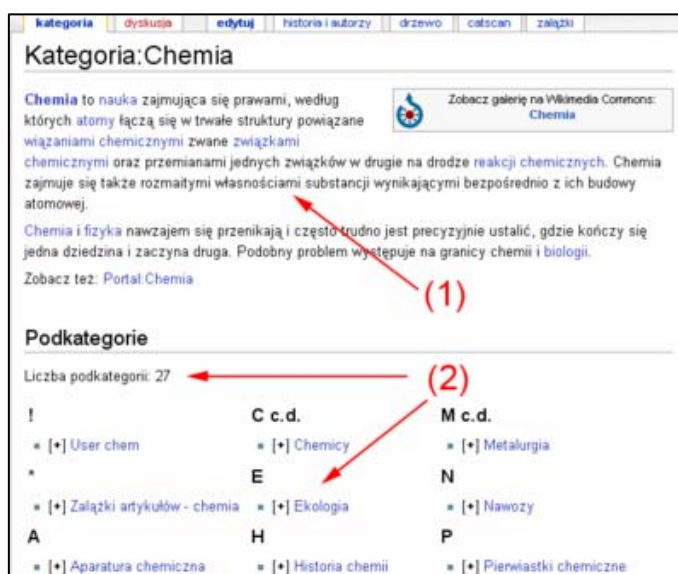 kategoria dyskusja edytuj historia i autorzy drzewo catscan zalążki
Kategoria:Chemia
Chemia to nauka zajmująca się prawami, według
których atomy łączą się w trwałe struktury powiązane
wiązaniami chemicznymi zwane związkami
chemicznymi oraz przemianami jednych związków w drugie na drodze reakcji chemicznych. Chemia
zajmuje się także rozmaitymi własnościami substancji wynikającymi bezpośrednio z ich budowy
atomowej.
Zobacz galerię na Wikimedia Commons:
Chemia
Chemia i fizyka nawzajem się przenikają i często trudno jest precyzyjnie ustalić, gdzie kończy się
jedna dziedzina i zaczyna druga. Podobny problem występuje na granicy chemii i biologii.
Zobacz też: Portal:Chemia
(1)
Podkategorie
Liczba podkategorii: 27
(2)
! C c.d. M c.d.
[+] User chem [+] Chemicy [+] Metalurgia
* E N
[+] Zalążki artykułów - chemia [+] Ekologia [+] Nawozy
A H P
[+] Aparatura chemiczna [+] Historia chemii [+] Pierwiastki chemiczne